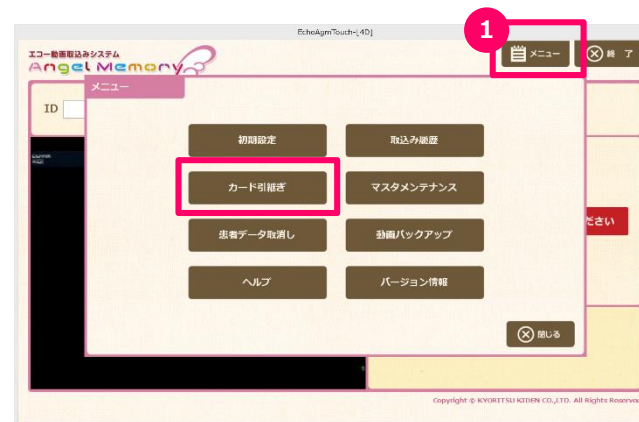 EchoAgmTouch-[4D]
1
エコー動画取込みシステム
Angel Memory
メニュー
終 了
メニュー
ID
初期設定
取込み履歴
カード引継ぎ
マスタメンテナンス
ださい
患者データ取消し
動画バックアップ
ヘルプ
バージョン情報
閉じる
Copyright © KYORITSU KIDEN CO.,LTD. All Rights Reserved